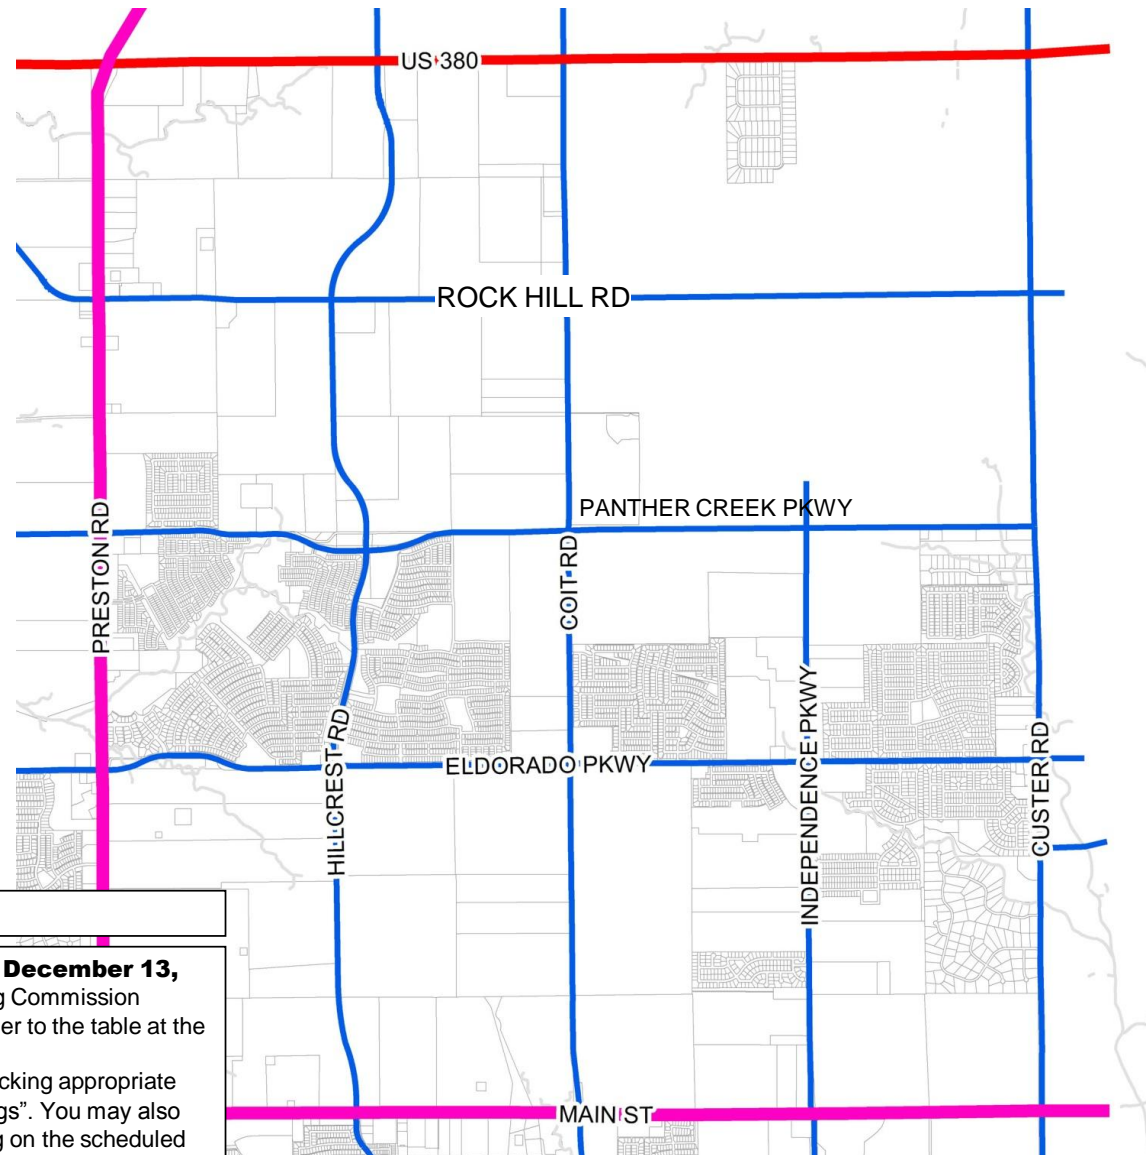 US 380
ROCK HILL RD
PANTHER CREEK PKWY
PRESTON RD
COIT RD
INDEPENDENCE PKWY
HILLCREST RD
ELDORADO PKWY
CUSTER RD
December 13,
g Commission
er to the table at the
cking appropriate
gs”. You may also
g on the scheduled
MAIN ST